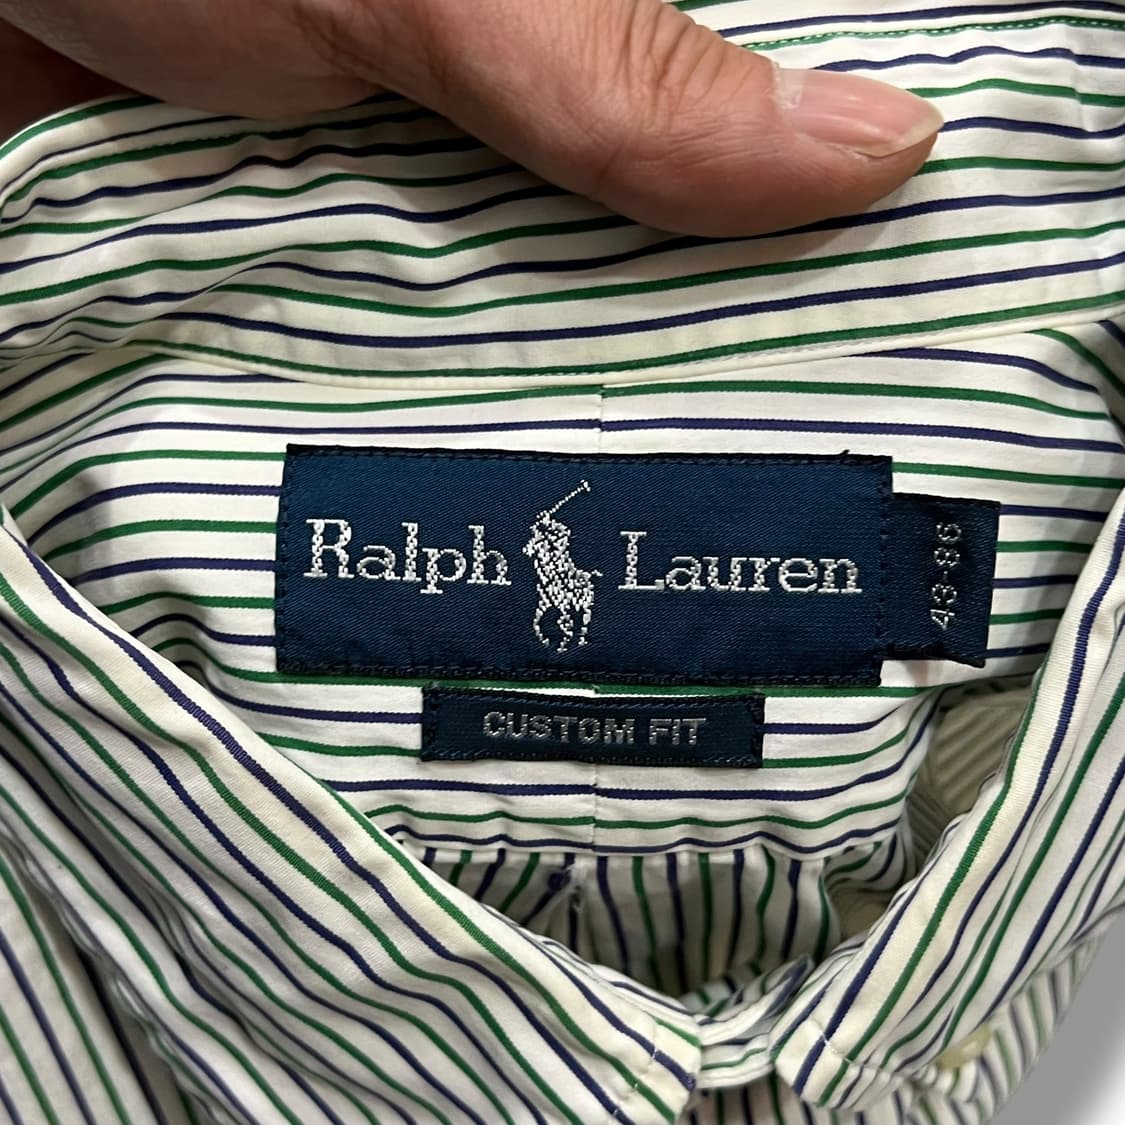 Ralph Lauren
43-86
CUSTOM FIT